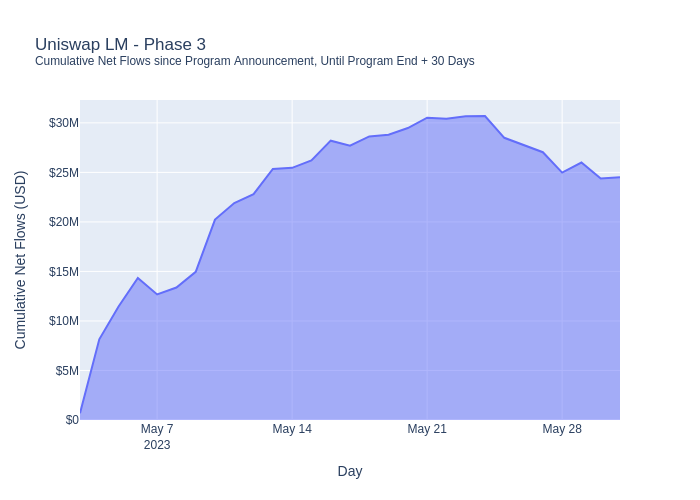 Uniswap LM - Phase 3
Cumulative Net Flows since Program Announcement, Until Program End + 30 Days
Cumulative Net Flows (USD)
$30M
$25M
$20M
$15M
$10M
$5M
$0
May 7
2023
May 14
May 21
May 28
Day